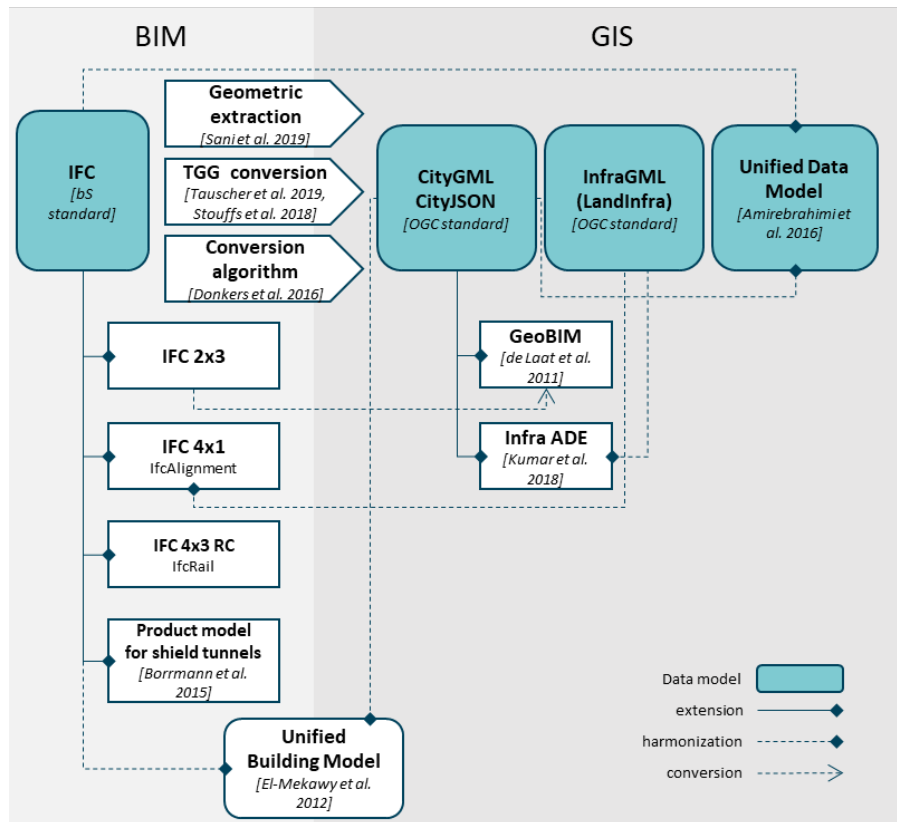 BIM
GIS
Geometric
extraction
[Sani et al. 2019]
IFC
[bS
standard]
TGG conversion
[Tauscher et al. 2019,
Stouffs et al. 2018]
Conversion
algorithm
[Donkers et al. 2016]
CityGML
CityJSON
[OGC standard]
InfraGML
(LandInfra)
[OGC standard]
Unified Data
Model
[Amirebrahimi
et al. 2016]
IFC 2x3
GeoBIM
[de Laat et al.
2011]
IFC 4x1
IfcAlignment
Infra ADE
[Kumar et al.
2018]
IFC 4x3 RC
IfcRail
Product model
for shield tunnels
[Borrmann et al.
2015]
Unified
Building Model
[El-Mekawy et al.
2012]
Data model
extension
harmonization
conversion